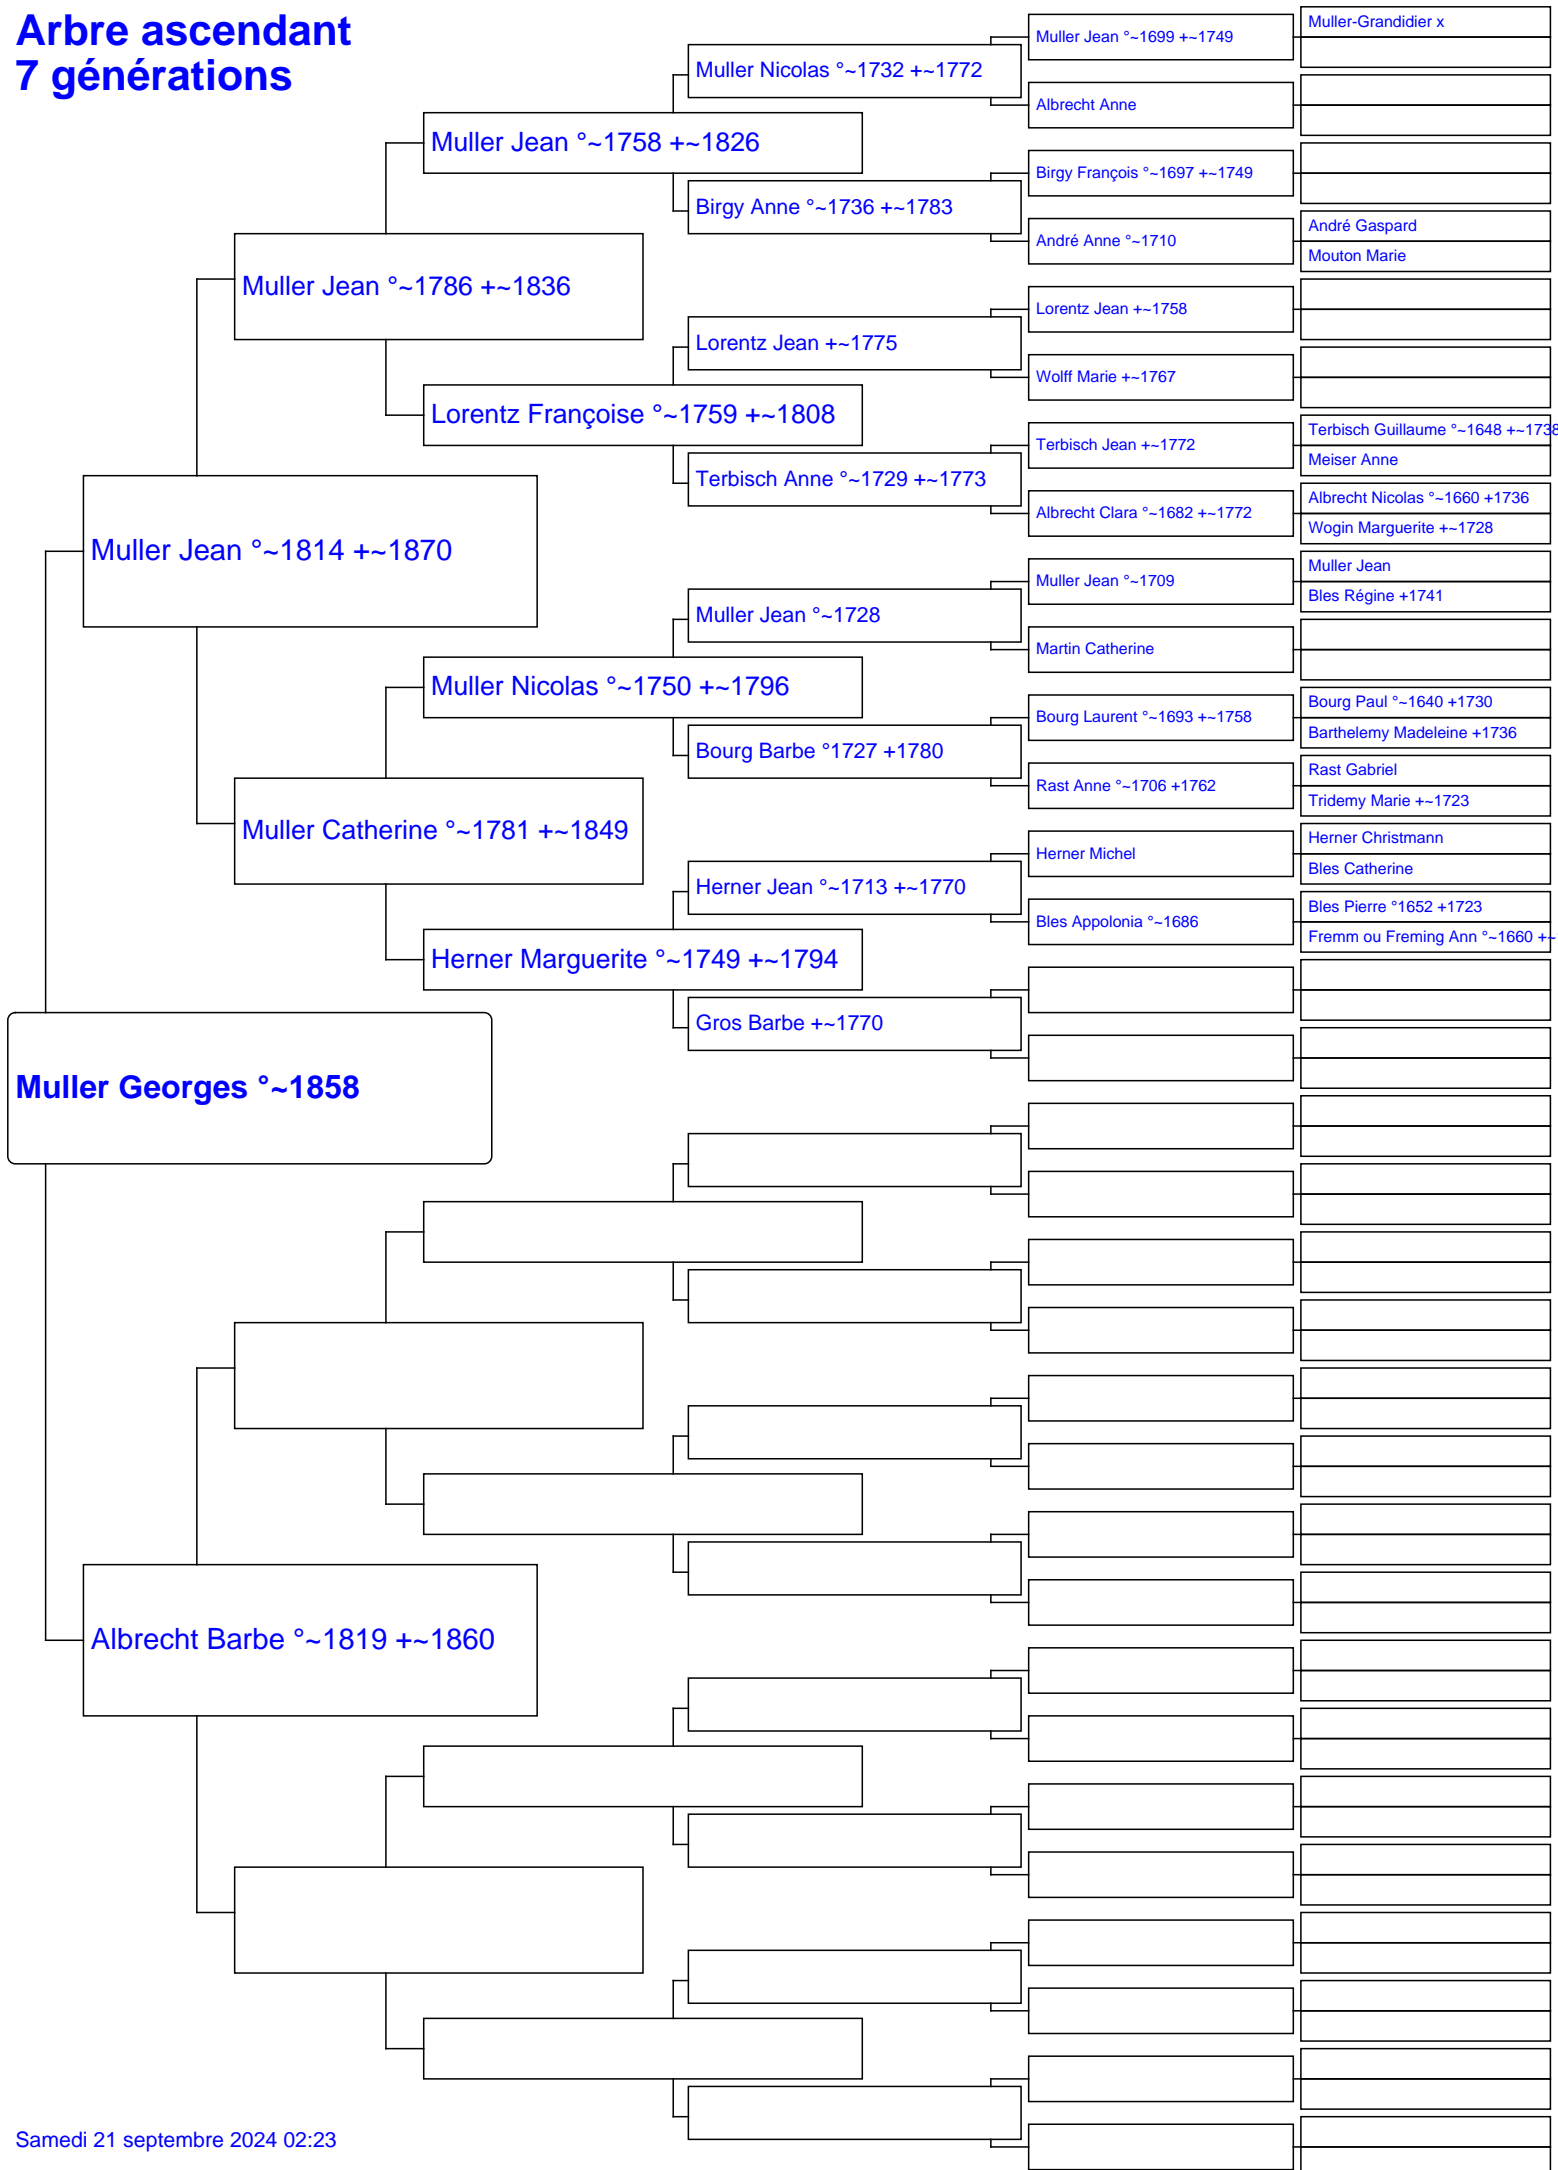 Arbre ascendant
7 générations
Muller Georges °~1858
Muller Jean °~1814 +~1870
Albrecht Barbe °~1819 +~1860
Muller Jean °~1786 +~1836
Muller Catherine °~1781 +~1849
Muller Jean °~1758 +~1826
Lorentz Françoise °~1759 +~1808
Muller Nicolas °~1750 +~1796
Herner Marguerite °~1749 +~1794
Muller Nicolas °~1732 +~1772
Birgy Anne °~1736 +~1783
Lorentz Jean +~1775
Terbisch Anne °~1729 +~1773
Muller Jean °~1728
Bourg Barbe °1727 +1780
Herner Jean °~1713 +~1770
Gros Barbe +~1770
Muller Jean °~1699 +~1749
Albrecht Anne
Birgy François °~1697 +~1749
André Anne °~1710
Lorentz Jean +~1758
Wolff Marie +~1767
Terbisch Jean +~1772
Albrecht Clara °~1682 +~1772
Muller Jean °~1709
Martin Catherine
Bourg Laurent °~1693 +~1758
Rast Anne °~1706 +1762
Herner Michel
Bles Appolonia °~1686
Muller-Grandidier x
André Gaspard
Mouton Marie
Terbisch Guillaume °~1648 +~1738
Meiser Anne
Albrecht Nicolas °~1660 +1736
Wogin Marguerite +~1728
Muller Jean
Bles Régine +1741
Bourg Paul °~1640 +1730
Barthelemy Madeleine +1736
Rast Gabriel
Tridemy Marie +~1723
Herner Christmann
Bles Catherine
Bles Pierre °1652 +1723
Fremm ou Freming Ann °~1660 +~
Samedi 21 septembre 2024 02:23